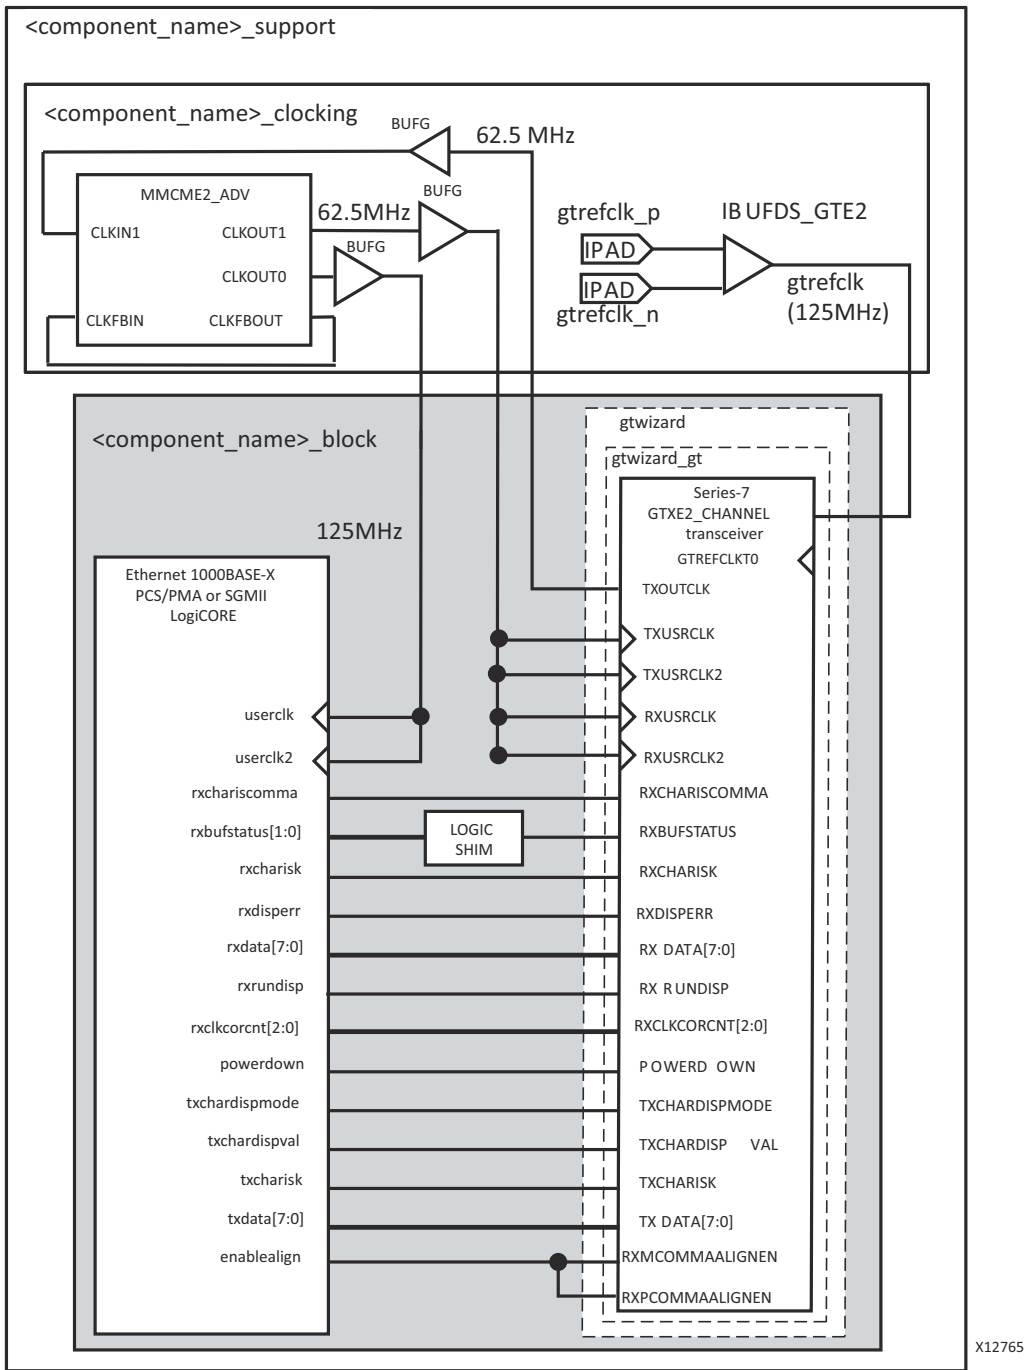 <component_name>_support
<component_name>_clocking
BUFG
62.5 MHz
MMCME2_ADV
BUFG
62.5MHz
CLKIN1
CLKOUT1
BUFG
CLKOUT0
CLKFBIN
CLKFBOUT
gtrefclk_p
IB UFDS_GTE2
IPAD
IPAD
gtrefclk_n
gtrefclk
(125MHz)
<component_name>_block
gtwizard
gtwizard_gt
Series-7
GTXE2_CHANNEL
transceiver
GTREFCLKT0
125MHz
Ethernet 1000BASE-X
PCS/PMA or SGMII
LogiCORE
TXOUTCLK
TXUSRCLK
TXUSRCLK2
userclk
RXUSRCLK
userclk2
RXUSRCLK2
rxchariscomma
RXCHARISCOMMA
rxbufstatus[1:0]
LOGIC
SHIM
RXBUFSTATUS
rxcharisk
RXCHARISK
rxdisperr
RXDISPERR
rxdata[7:0]
RX DATA[7:0]
rxrundisp
RX R UNDISP
rxclkcorcnt[2:0]
RXCLKCORCNT[2:0]
powerdown
P OWERD OWN
txchardispmode
TXCHARDISPMODE
txchardispval
TXCHARDISP VAL
txcharisk
TXCHARISK
txdata[7:0]
TX DATA[7:0]
enablealign
RXMCOMMAALIGNEN
RXPCOMMAALIGNEN
X12765